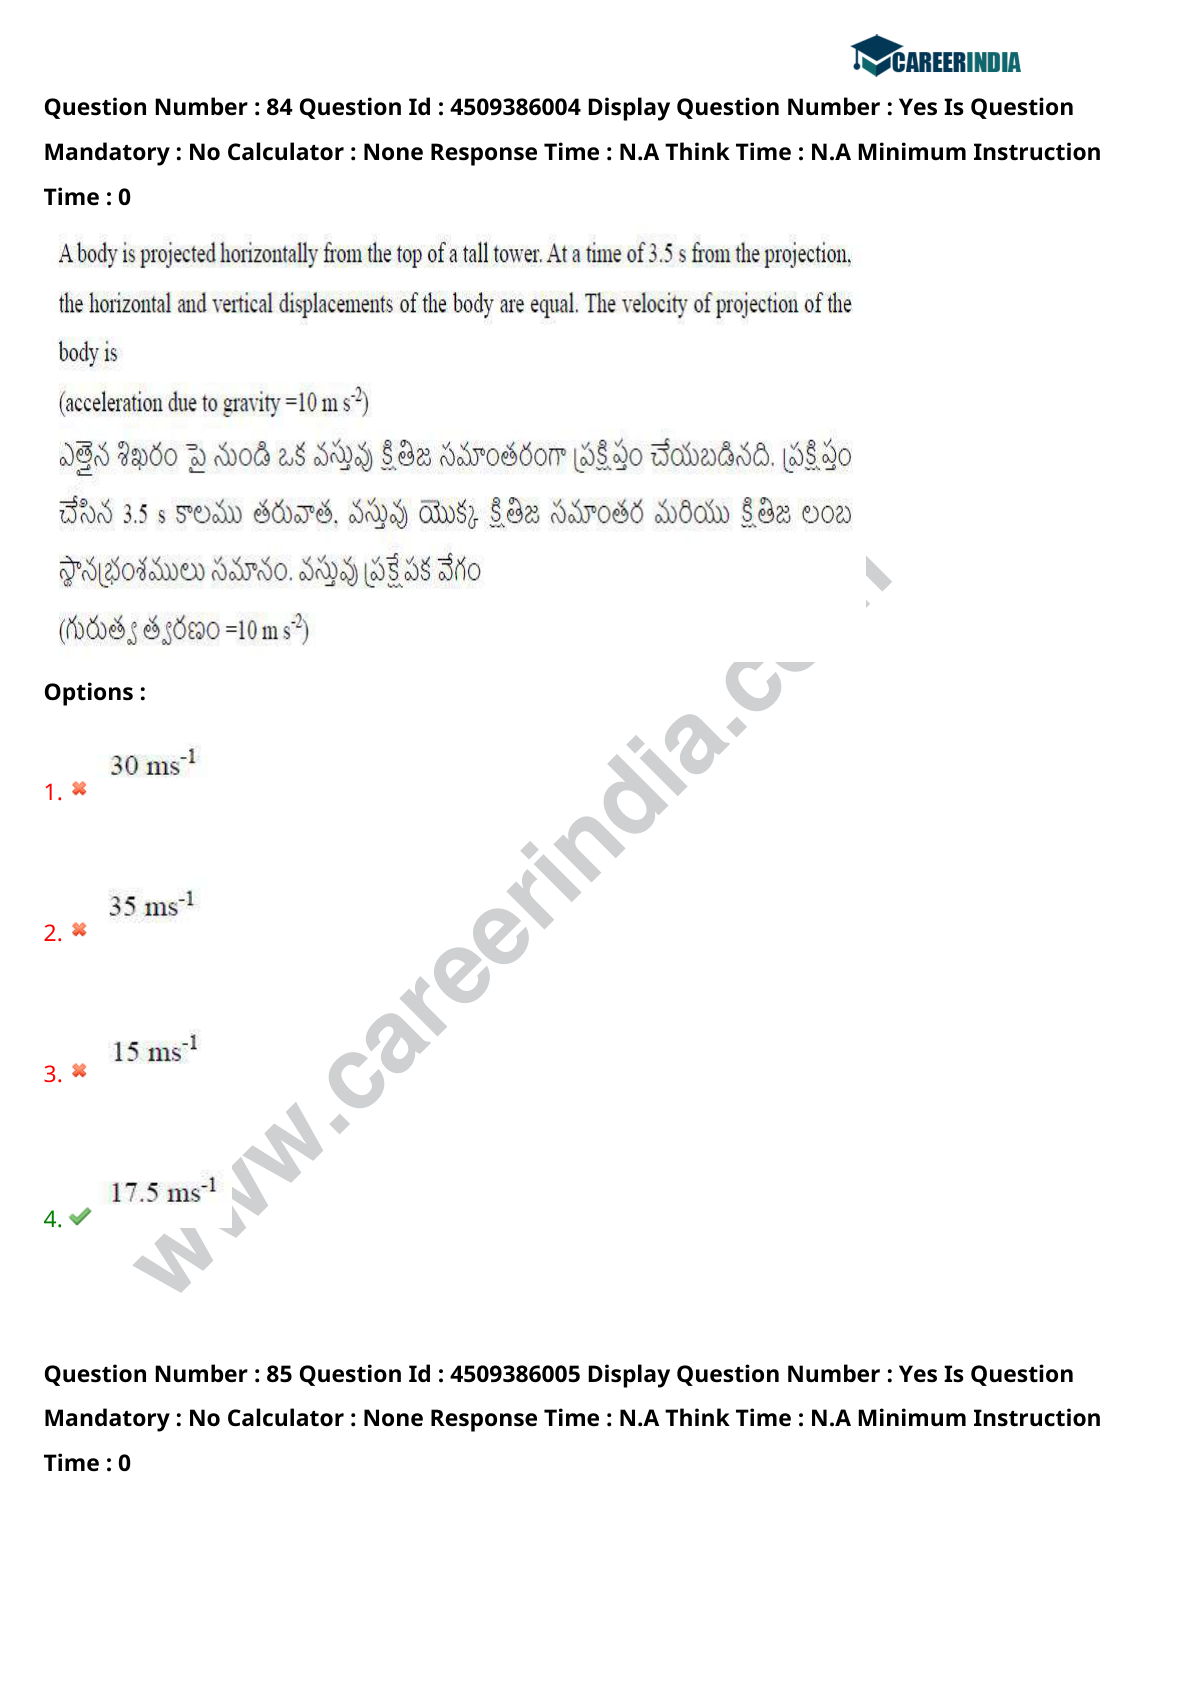 CAREERINDIA
Question Number : 84 Question Id : 4509386004 Display Question Number : Yes Is Question
Mandatory : No Calculator : None Response Time : N.A Think Time : N.A Minimum Instruction
Time : 0
A body is projected horizontally from the top of a tall tower. At a time of 3.5 s from the projection,
the horizontal and vertical displacements of the body are equal. The velocity of projection of the
body is
(acceleration due to gravity =10 m s⁻²)
ఎత్తైన శిఖరం పై నుండి ఒక వస్తువు క్షితిజ సమాంతరంగా ప్రక్షిప్తం చేయబడినది. ప్రక్షిప్తం
చేసిన 3.5 s కాలము తరువాత, వస్తువు యొక్క క్షితిజ సమాంతర మరియు క్షితిజ లంబ
స్థానభ్రంశములు సమానం. వస్తువు ప్రక్షేపక వేగం
(గురుత్వ త్వరణం =10 m s⁻²)
Options :
30 ms⁻¹
1.
35 ms⁻¹
2.
15 ms⁻¹
3.
17.5 ms⁻¹
4.
www.careerindia.com
Question Number : 85 Question Id : 4509386005 Display Question Number : Yes Is Question
Mandatory : No Calculator : None Response Time : N.A Think Time : N.A Minimum Instruction
Time : 0